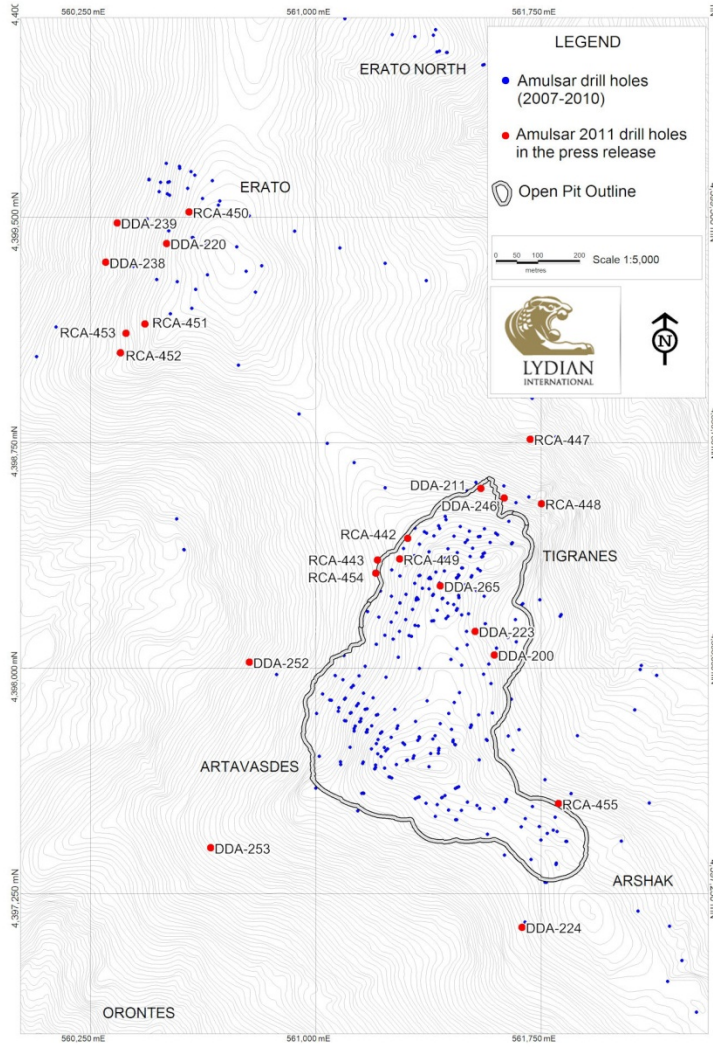 560,250 mE
561,000 mE
561,750 mE
ERATO NORTH
LEGEND
Amulsar drill holes
(2007-2010)
Amulsar 2011 drill holes
in the press release
Open Pit Outline
0 50 100 200
metres
Scale 1:5,000
LYDIAN
INTERNATIONAL
N
ERATO
RCA-450
4,399,500 mN
DDA-239
DDA-220
DDA-238
RCA-451
RCA-453
RCA-452
4,398,750 mN
RCA-447
DDA-211
DDA-246
RCA-448
RCA-442
TIGRANES
RCA-443
RCA-449
RCA-454
DDA-265
DDA-223
DDA-200
4,398,000 mN
DDA-252
ARTAVASDES
RCA-455
DDA-253
ARSHAK
4,397,250 mN
DDA-224
ORONTES
560,250 mE
561,000 mE
561,750 mE